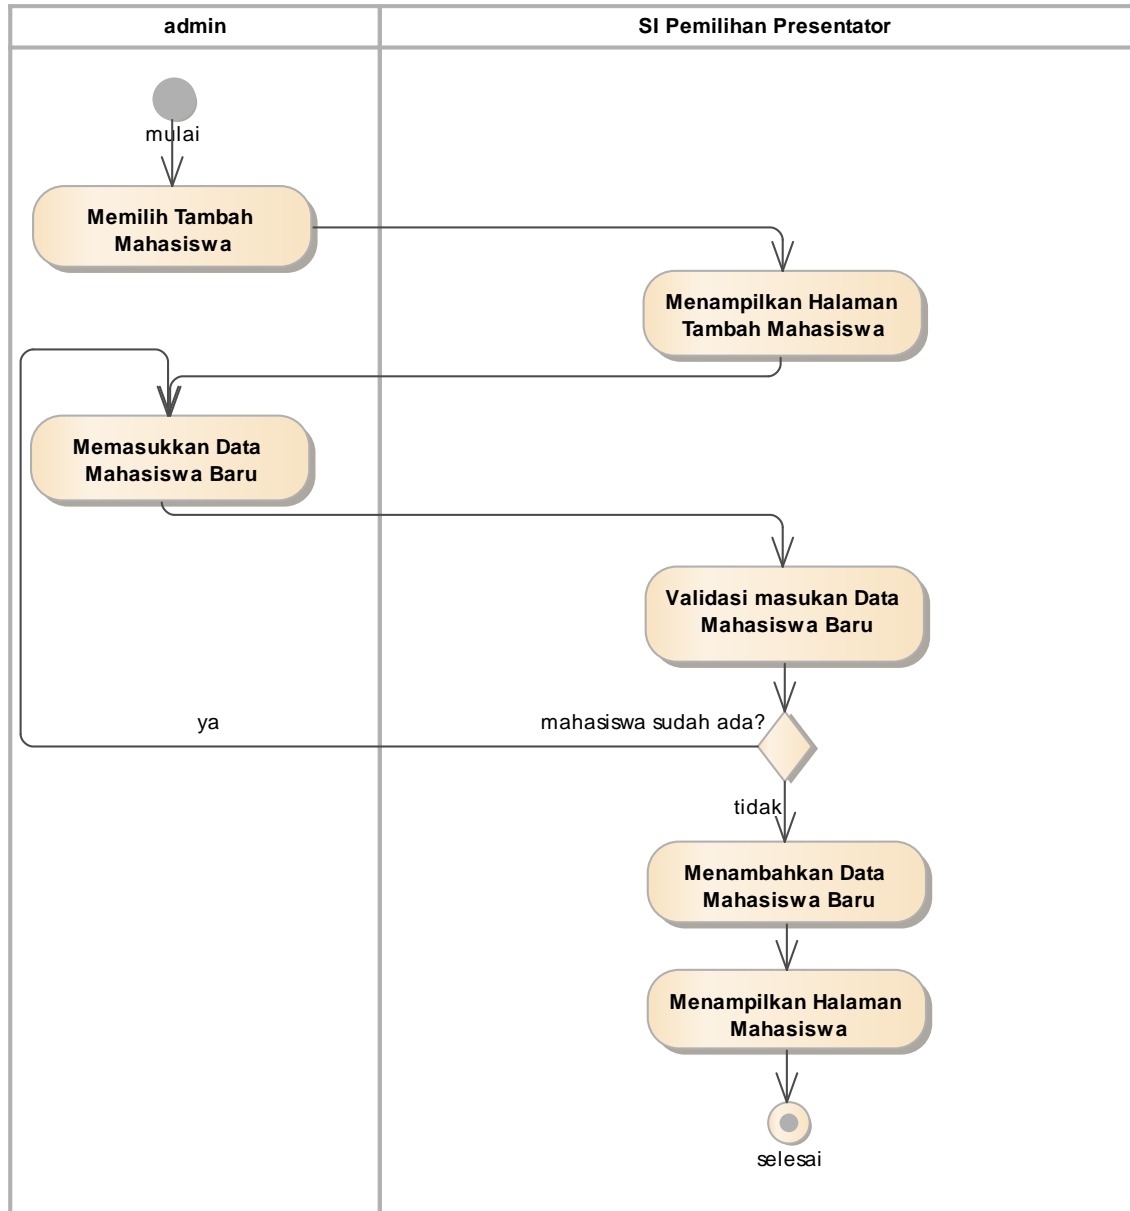 admin
SI Pemilihan Presentator
mulai
Memilih Tambah
Mahasiswa
Menampilkan Halaman
Tambah Mahasiswa
Memasukkan Data
Mahasiswa Baru
Validasi masukan Data
Mahasiswa Baru
ya
mahasiswa sudah ada?
tidak
Menambahkan Data
Mahasiswa Baru
Menampilkan Halaman
Mahasiswa
selesai